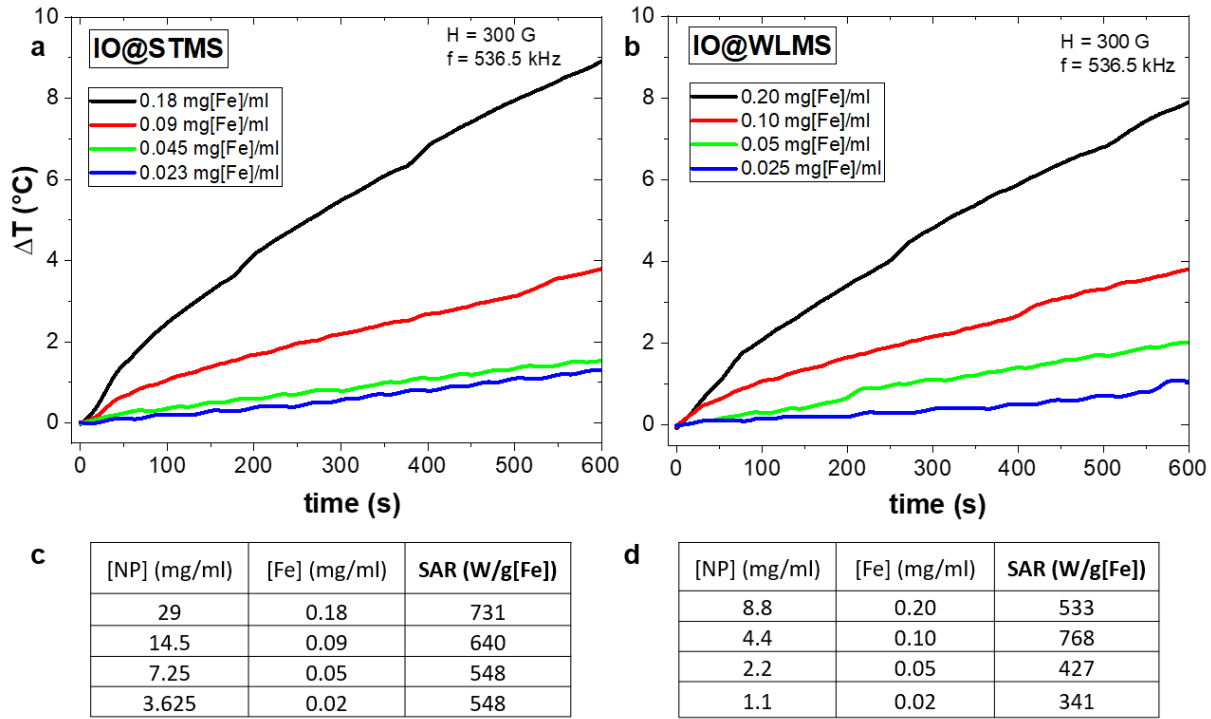 a
IO@STMS
H = 300 G
f = 536.5 kHz
0.18 mg[Fe]/ml
0.09 mg[Fe]/ml
0.045 mg[Fe]/ml
0.023 mg[Fe]/ml
10
8
6
4
2
0
ΔT (°C)
0 100 200 300 400 500 600
time (s)
b
IO@WLMS
H = 300 G
f = 536.5 kHz
0.20 mg[Fe]/ml
0.10 mg[Fe]/ml
0.05 mg[Fe]/ml
0.025 mg[Fe]/ml
10
8
6
4
2
0
0 100 200 300 400 500 600
time (s)
c
[NP] (mg/ml) [Fe] (mg/ml) SAR (W/g[Fe])
29 0.18 731
14.5 0.09 640
7.25 0.05 548
3.625 0.02 548
d
[NP] (mg/ml) [Fe] (mg/ml) SAR (W/g[Fe])
8.8 0.20 533
4.4 0.10 768
2.2 0.05 427
1.1 0.02 341